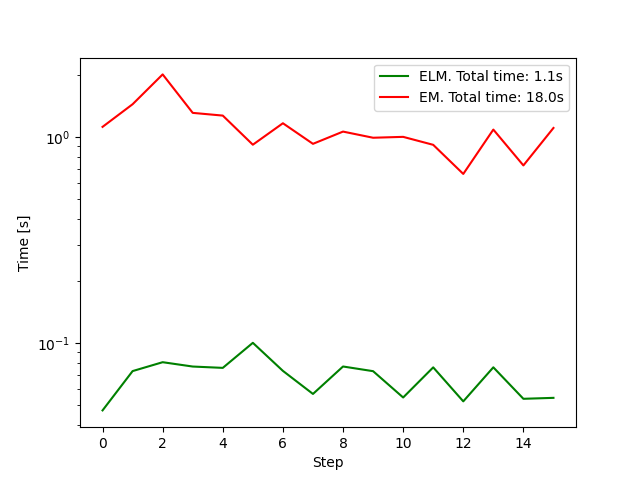 ELM. Total time: 1.1s
EM. Total time: 18.0s
10⁰
10⁻¹
Time [s]
0 2 4 6 8 10 12 14
Step